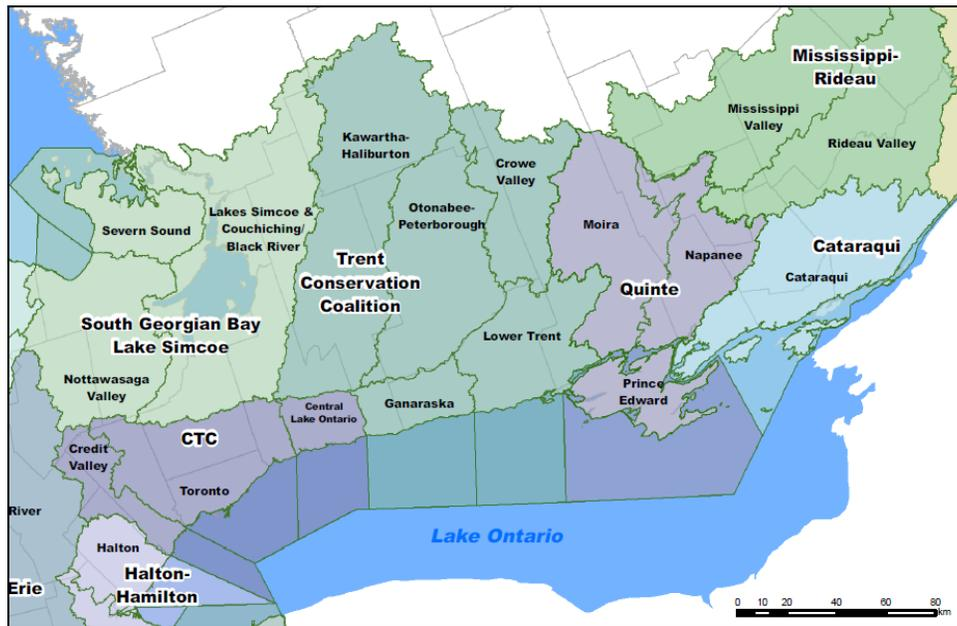 Mississippi-
Rideau
Mississippi
Valley
Rideau Valley
Kawartha-
Haliburton
Crowe
Valley
Otonabee-
Peterborough
Lakes Simcoe &
Couchiching/
Black River
Severn Sound
Moira
Napanee
Cataraqui
Cataraqui
Trent
Conservation
Coalition
Quinte
South Georgian Bay
Lake Simcoe
Lower Trent
Nottawasaga
Valley
Prince
Edward
Ganaraska
Central
Lake Ontario
CTC
Credit
Valley
Toronto
River
Lake Ontario
Halton
Halton-
Hamilton
Erie
0 10 20 40 60 80
km